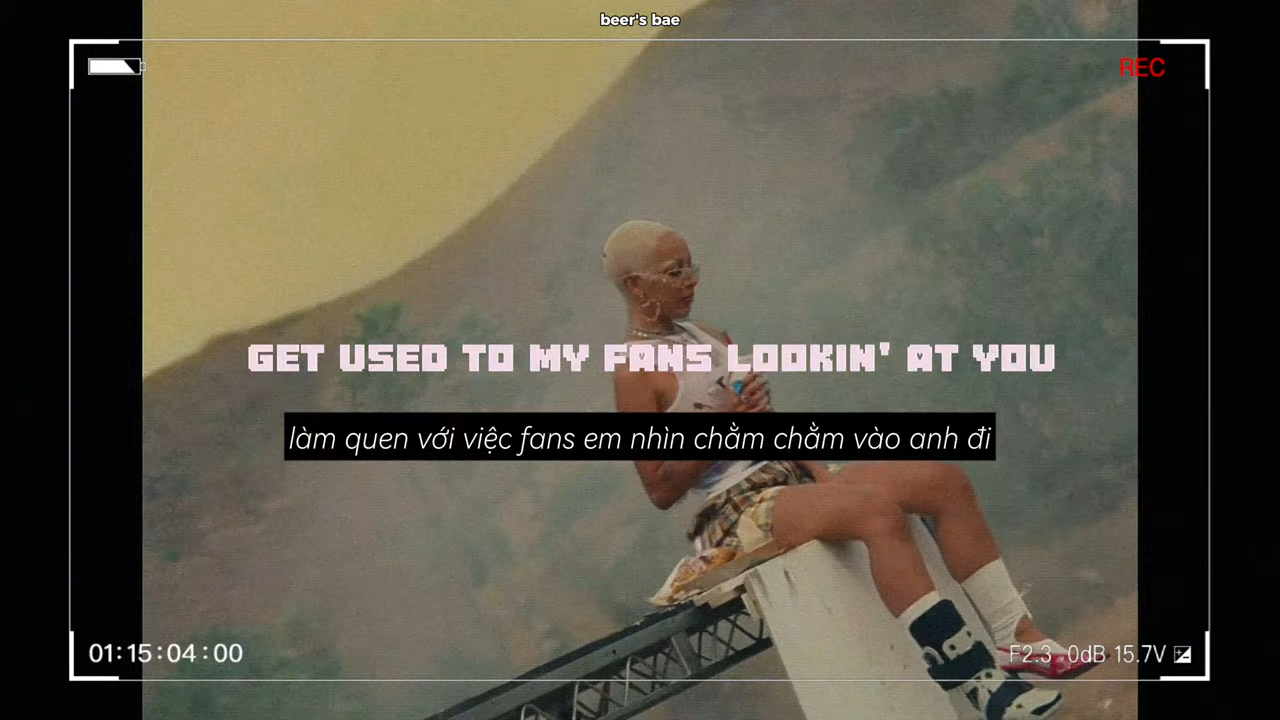 beer's bae
REC
GET USED TO MY FANS LOOKIN' AT YOU
làm quen với việc fans em nhìn chằm chằm vào anh đi
01:15:04:00
F2.3 0dB 15.7V